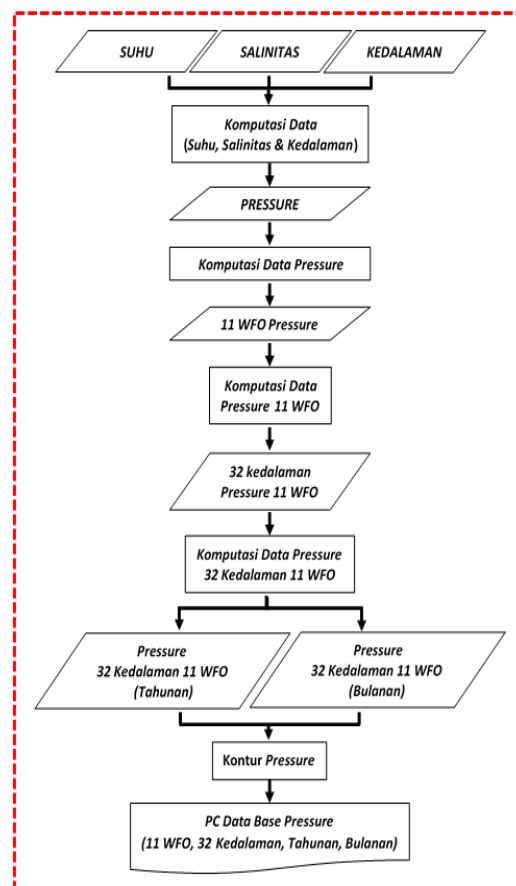 SUHU
SALINITAS
KEDALAMAN
Komputasi Data
(Suhu, Salinitas & Kedalaman)
PRESSURE
Komputasi Data Pressure
11 WFO Pressure
Komputasi Data
Pressure 11 WFO
32 kedalaman
Pressure 11 WFO
Komputasi Data Pressure
32 Kedalaman 11 WFO
Pressure
32 Kedalaman 11 WFO
(Tahunan)
Pressure
32 Kedalaman 11 WFO
(Bulanan)
Kontur Pressure
PC Data Base Pressure
(11 WFO, 32 Kedalaman, Tahunan, Bulanan)